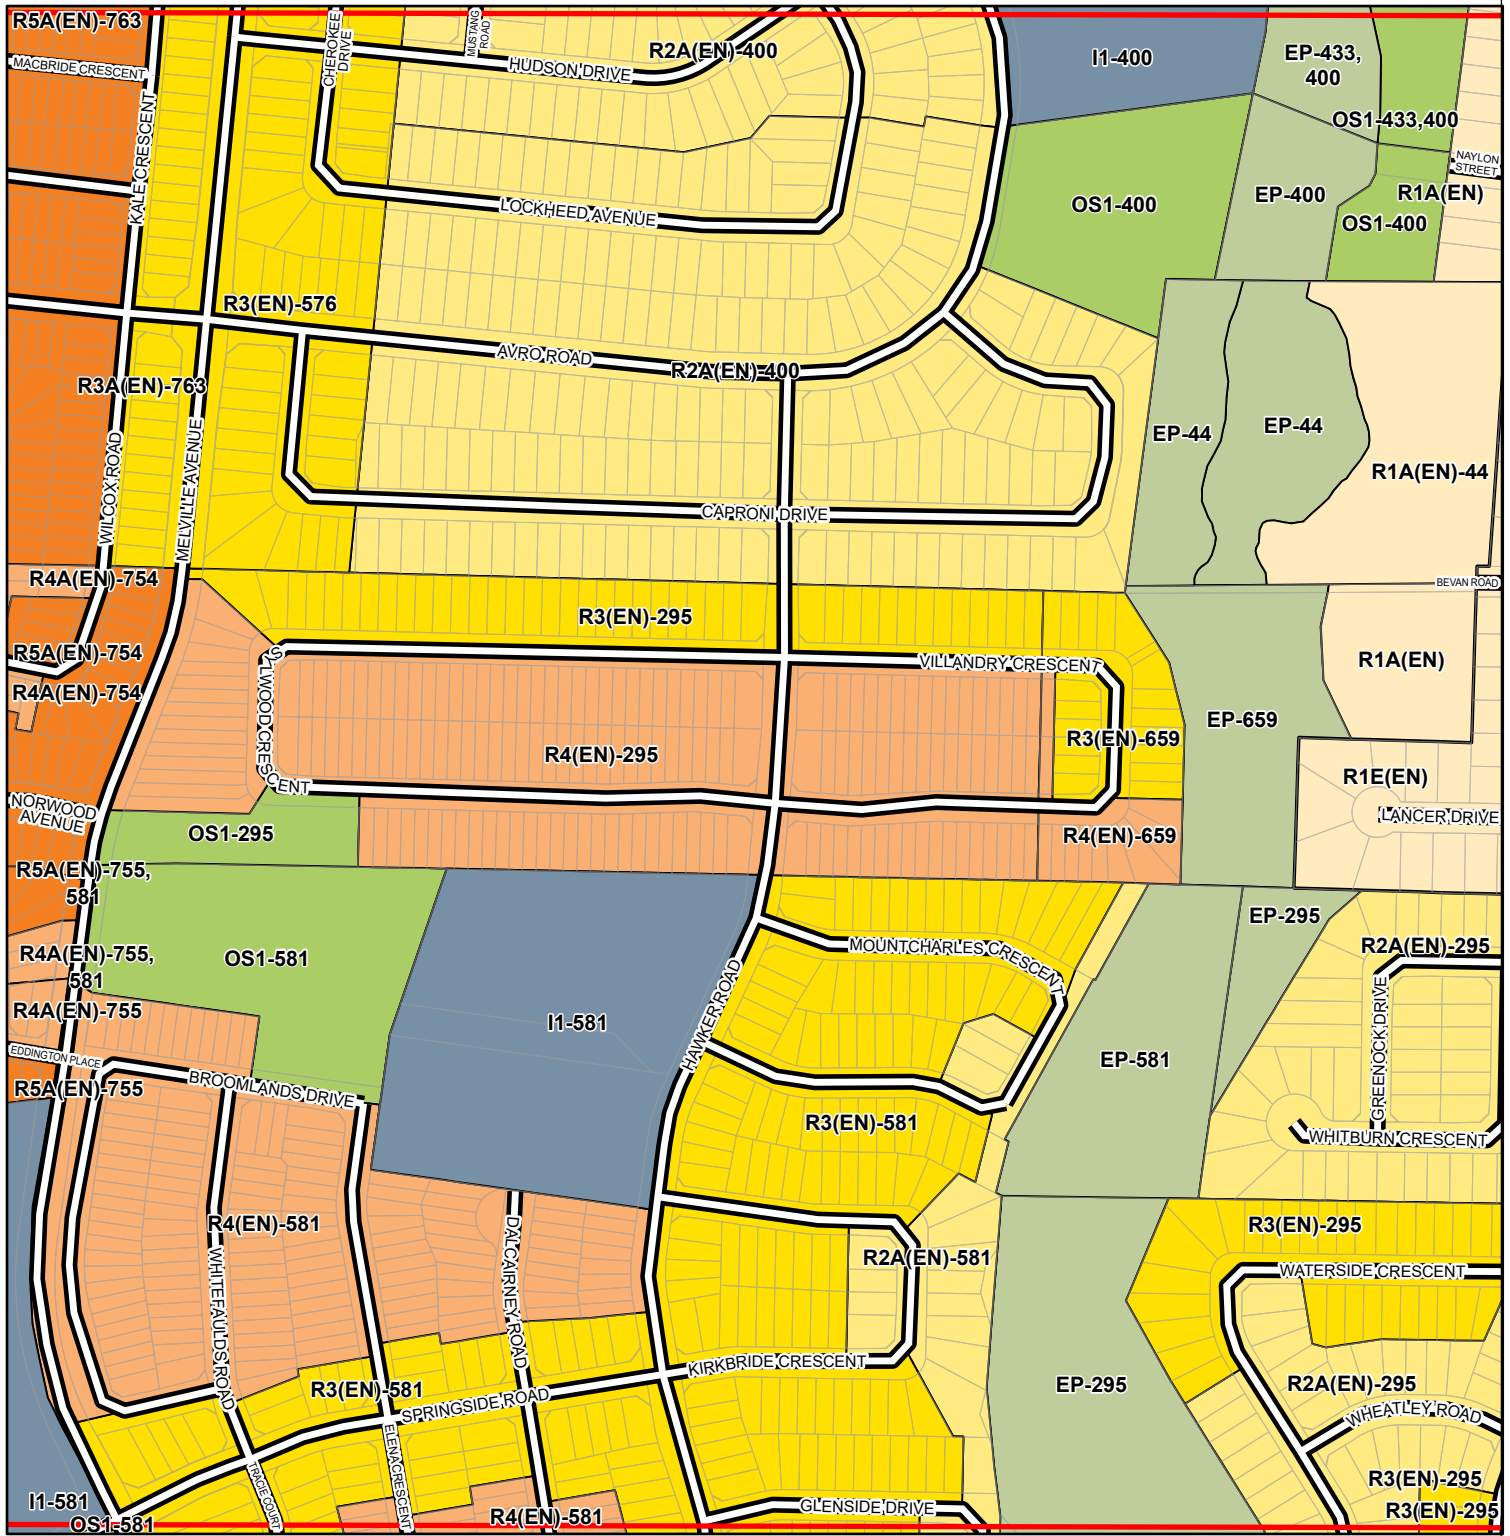 R5A(EN)-763
MACBRIDE CRESCENT
KALE CRESCENT
CHEROKEE
DRIVE
MUSTANG
ROAD
HUDSON DRIVE
R2A(EN)-400
I1-400
EP-433,
400
OS1-433,400
NAYLON
STREET
R1A(EN)
EP-400
OS1-400
OS1-400
LOCKHEED AVENUE
R3(EN)-576
AVRO ROAD
R2A(EN)-400
R3A(EN)-763
WILCOX ROAD
MELVILLE AVENUE
EP-44
EP-44
R1A(EN)-44
CAPRONI DRIVE
R4A(EN)-754
BEVAN ROAD
R3(EN)-295
R5A(EN)-754
R4A(EN)-754
SYLWOOD CRESCENT
VILLANDRY CRESCENT
R1A(EN)
EP-659
R3(EN)-659
R4(EN)-295
R1E(EN)
LANCER DRIVE
NORWOOD
AVENUE
OS1-295
R4(EN)-659
R5A(EN)-755,
581
EP-295
R2A(EN)-295
R4A(EN)-755,
581
OS1-581
MOUNTCHARLES CRESCENT
HAWKER ROAD
GREENOCK DRIVE
R4A(EN)-755
I1-581
EDDINGTON PLACE
EP-581
R5A(EN)-755
BROOMLANDS DRIVE
R3(EN)-581
WHITBURN CRESCENT
R4(EN)-581
WHITEFAULDS ROAD
DALCAIRNEY ROAD
R2A(EN)-581
R3(EN)-295
WATERSIDE CRESCENT
KIRKBRIDE CRESCENT
R3(EN)-581
SPRINGSIDE ROAD
EP-295
R2A(EN)-295
WHEATLEY ROAD
ELENA CRESCENT
TRACIE COURT
R3(EN)-295
I1-581
OS1-581
R4(EN)-581
GLENSIDE DRIVE
R3(EN)-295